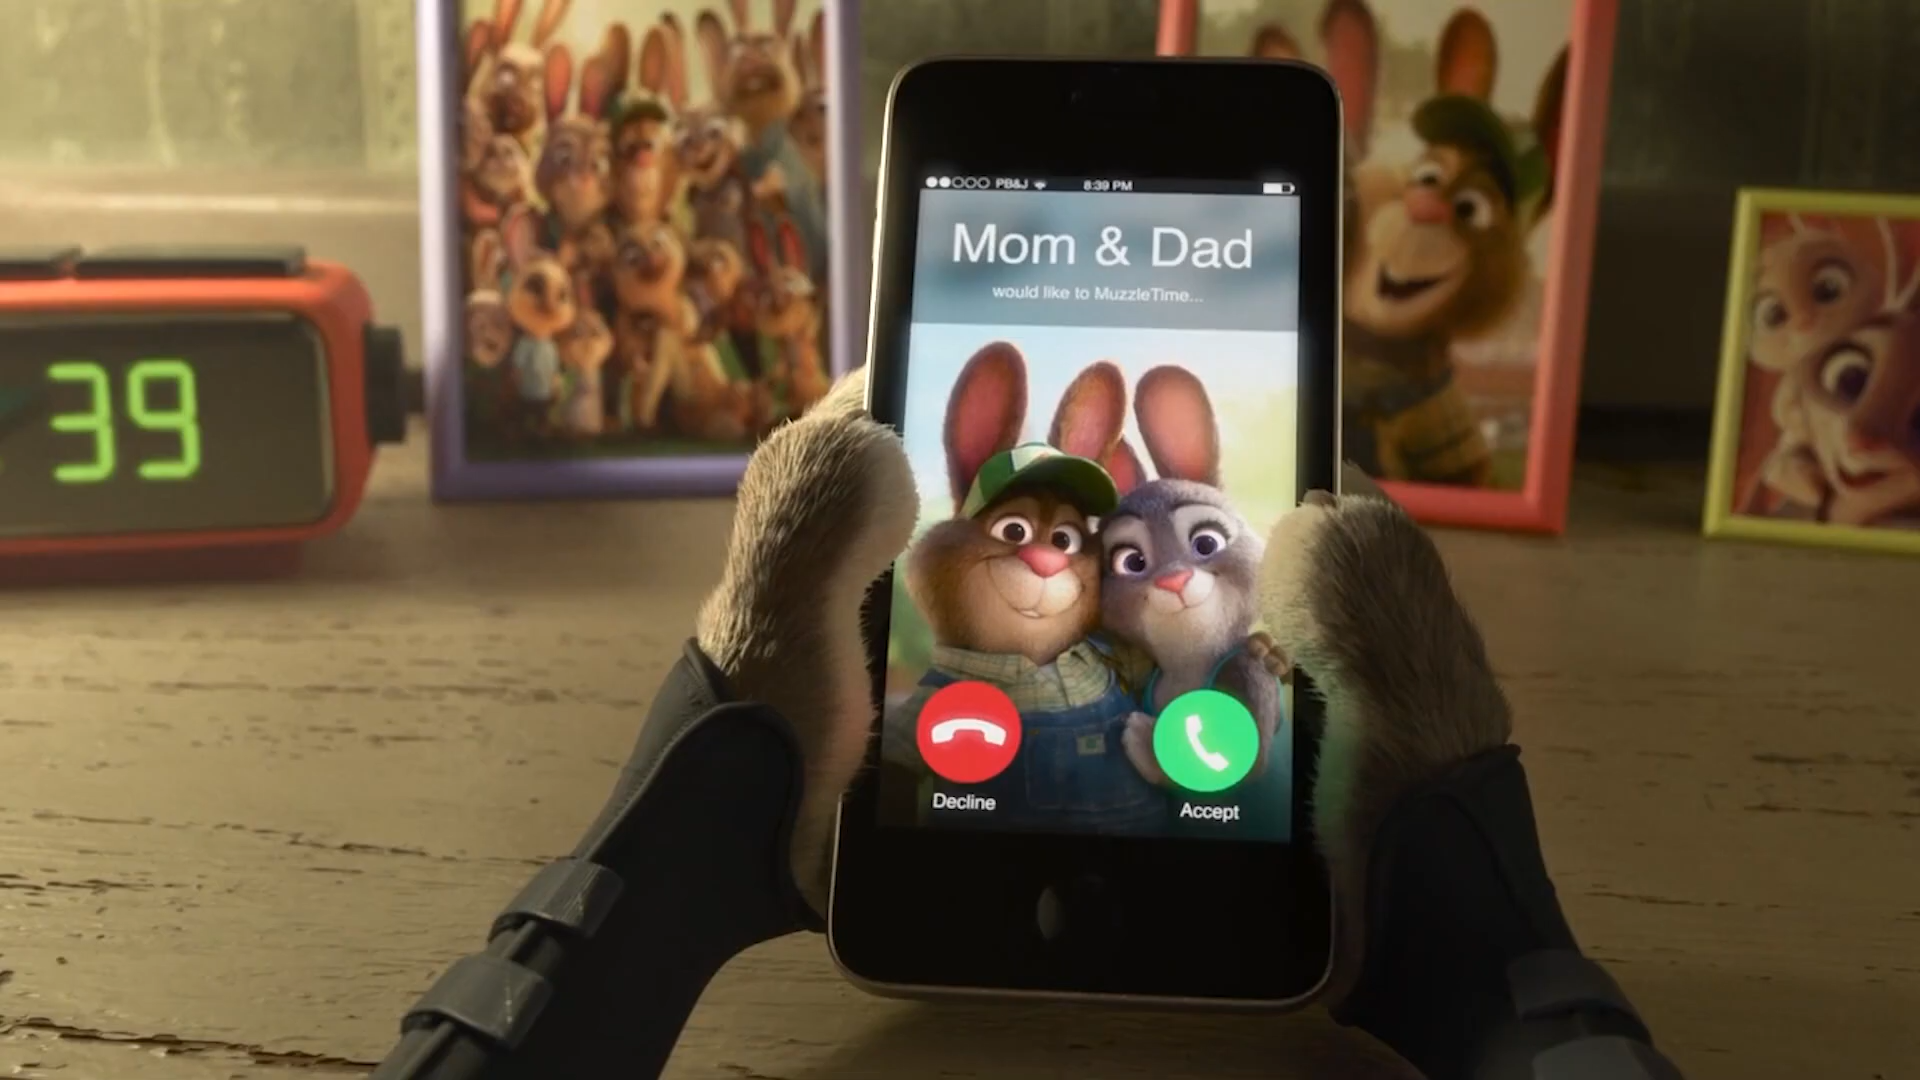 39
PB&J 8:39 PM
Mom & Dad
would like to MuzzleTime...
Decline
Accept